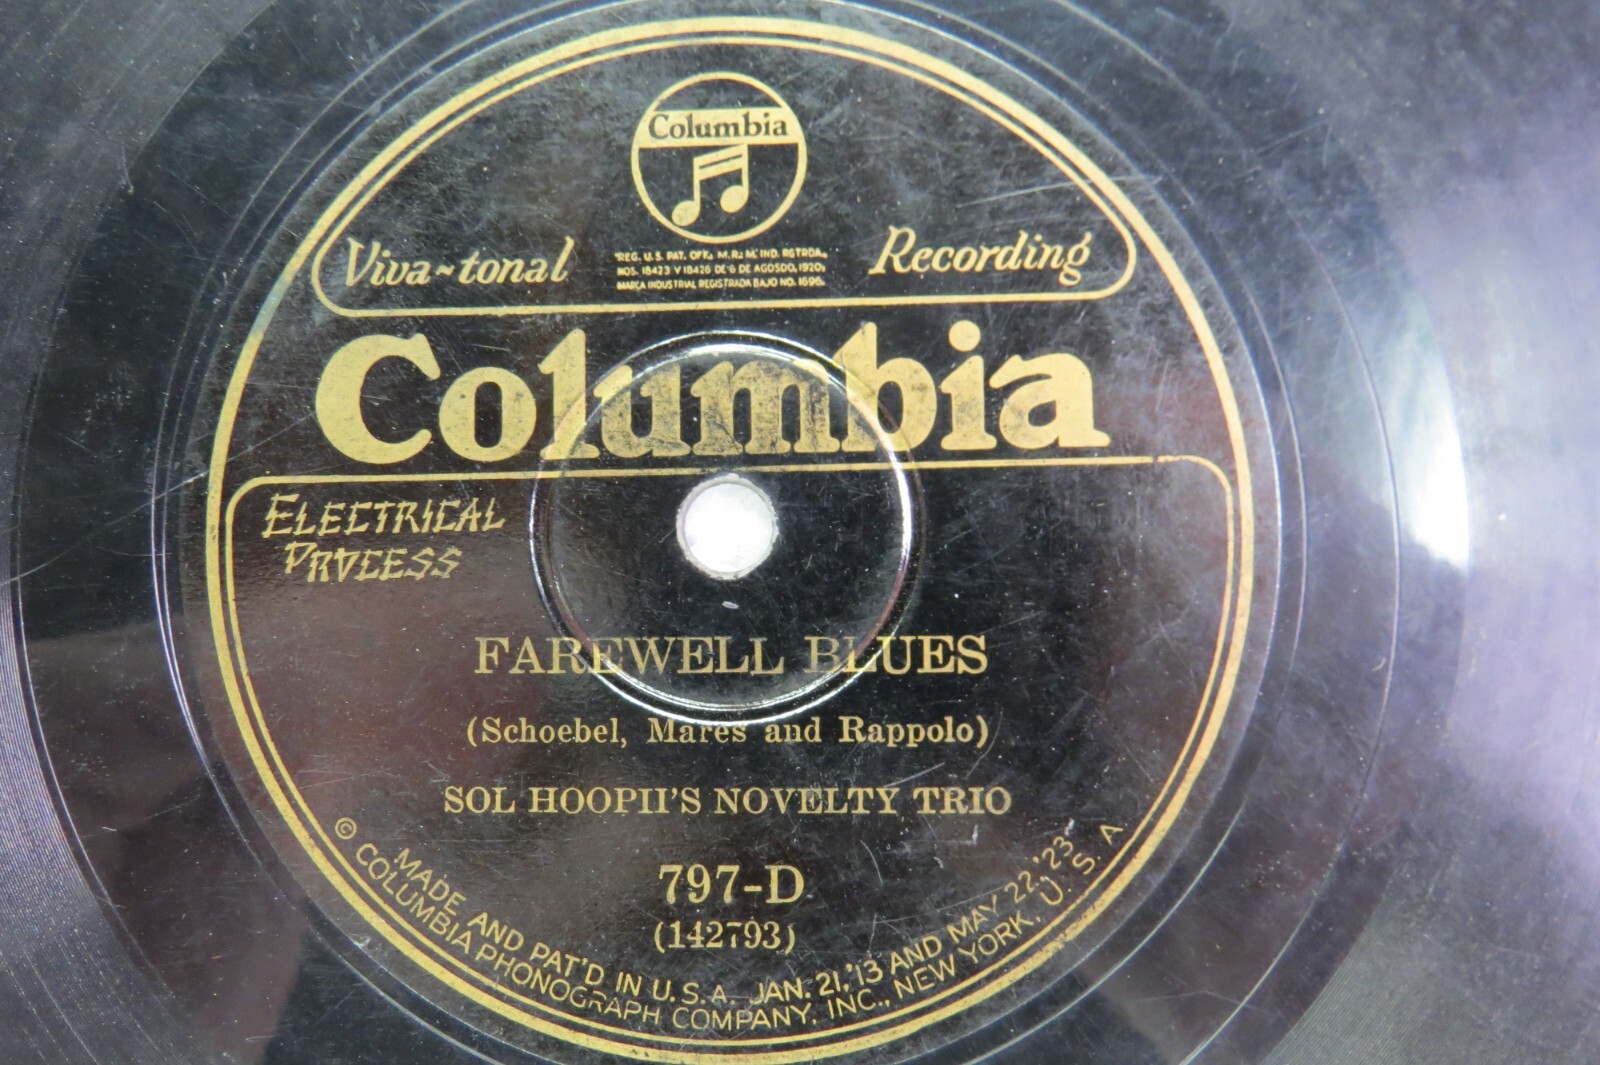 Columbia
Viva-tonal
"REG. U.S. PAT. OFF., M.R. M. IND. RGTRDA.,
NOS. 18423 Y 18426 DE 6 DE AGOSDO, 1920;
MARCA INDUSTRIAL REGISTRADA BAJO NO. 1696.
Recording
Columbia
ELECTRICAL
PROCESS
FAREWELL BLUES
(Schoebel, Mares and Rappolo)
SOL HOOPII'S NOVELTY TRIO
797-D
(142793)
MADE AND PAT'D IN U.S.A. JAN. 21, '13 AND MAY 22, '23
© COLUMBIA PHONOGRAPH COMPANY, INC., NEW YORK, U. S. A